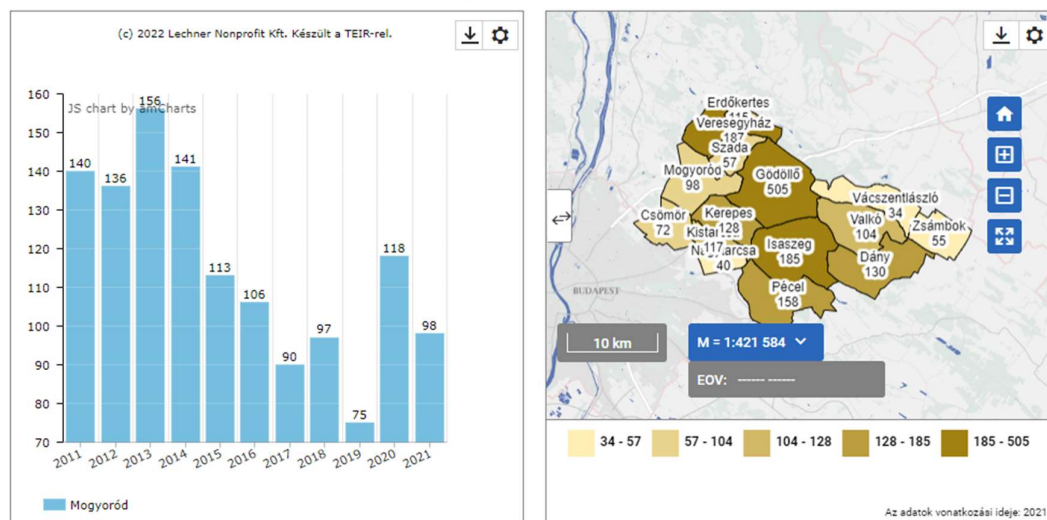 (c) 2022 Lechner Nonprofit Kft. Készült a TEIR-rel.
JS chart by amCharts
160
150
140
130
120
110
100
90
80
70
140
136
156
141
113
106
90
97
75
118
98
2011
2012
2013
2014
2015
2016
2017
2018
2019
2020
2021
Mogyoród
Erdőkertes
115
Veresegyház
187
Szada
57
Mogyoród
98
Gödöllő
505
Vácszentlászló
34
Csömör
72
Kerepes
128
Valkó
104
Zsámbok
55
117
40
Isaszeg
185
Dány
130
Pécel
158
BUDAPEST
10 km
M = 1:421 584
EOV: ------ ------
34 - 57
57 - 104
104 - 128
128 - 185
185 - 505
Az adatok vonatkozási ideje: 2021